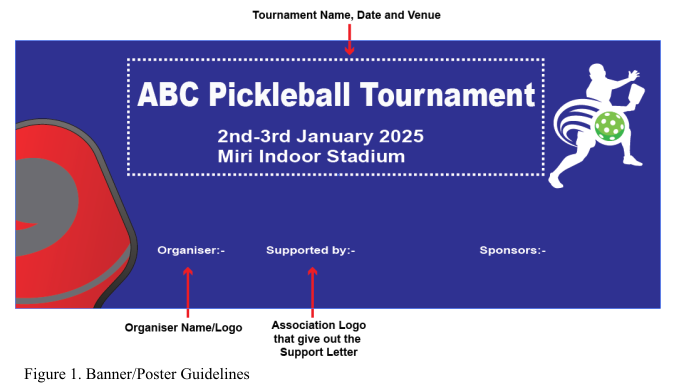 Tournament Name, Date and Venue
ABC Pickleball Tournament
2nd-3rd January 2025
Miri Indoor Stadium
Organiser:- Supported by:- Sponsors:-
Organiser Name/Logo
Association Logo
that give out the
Support Letter
Figure 1. Banner/Poster Guidelines